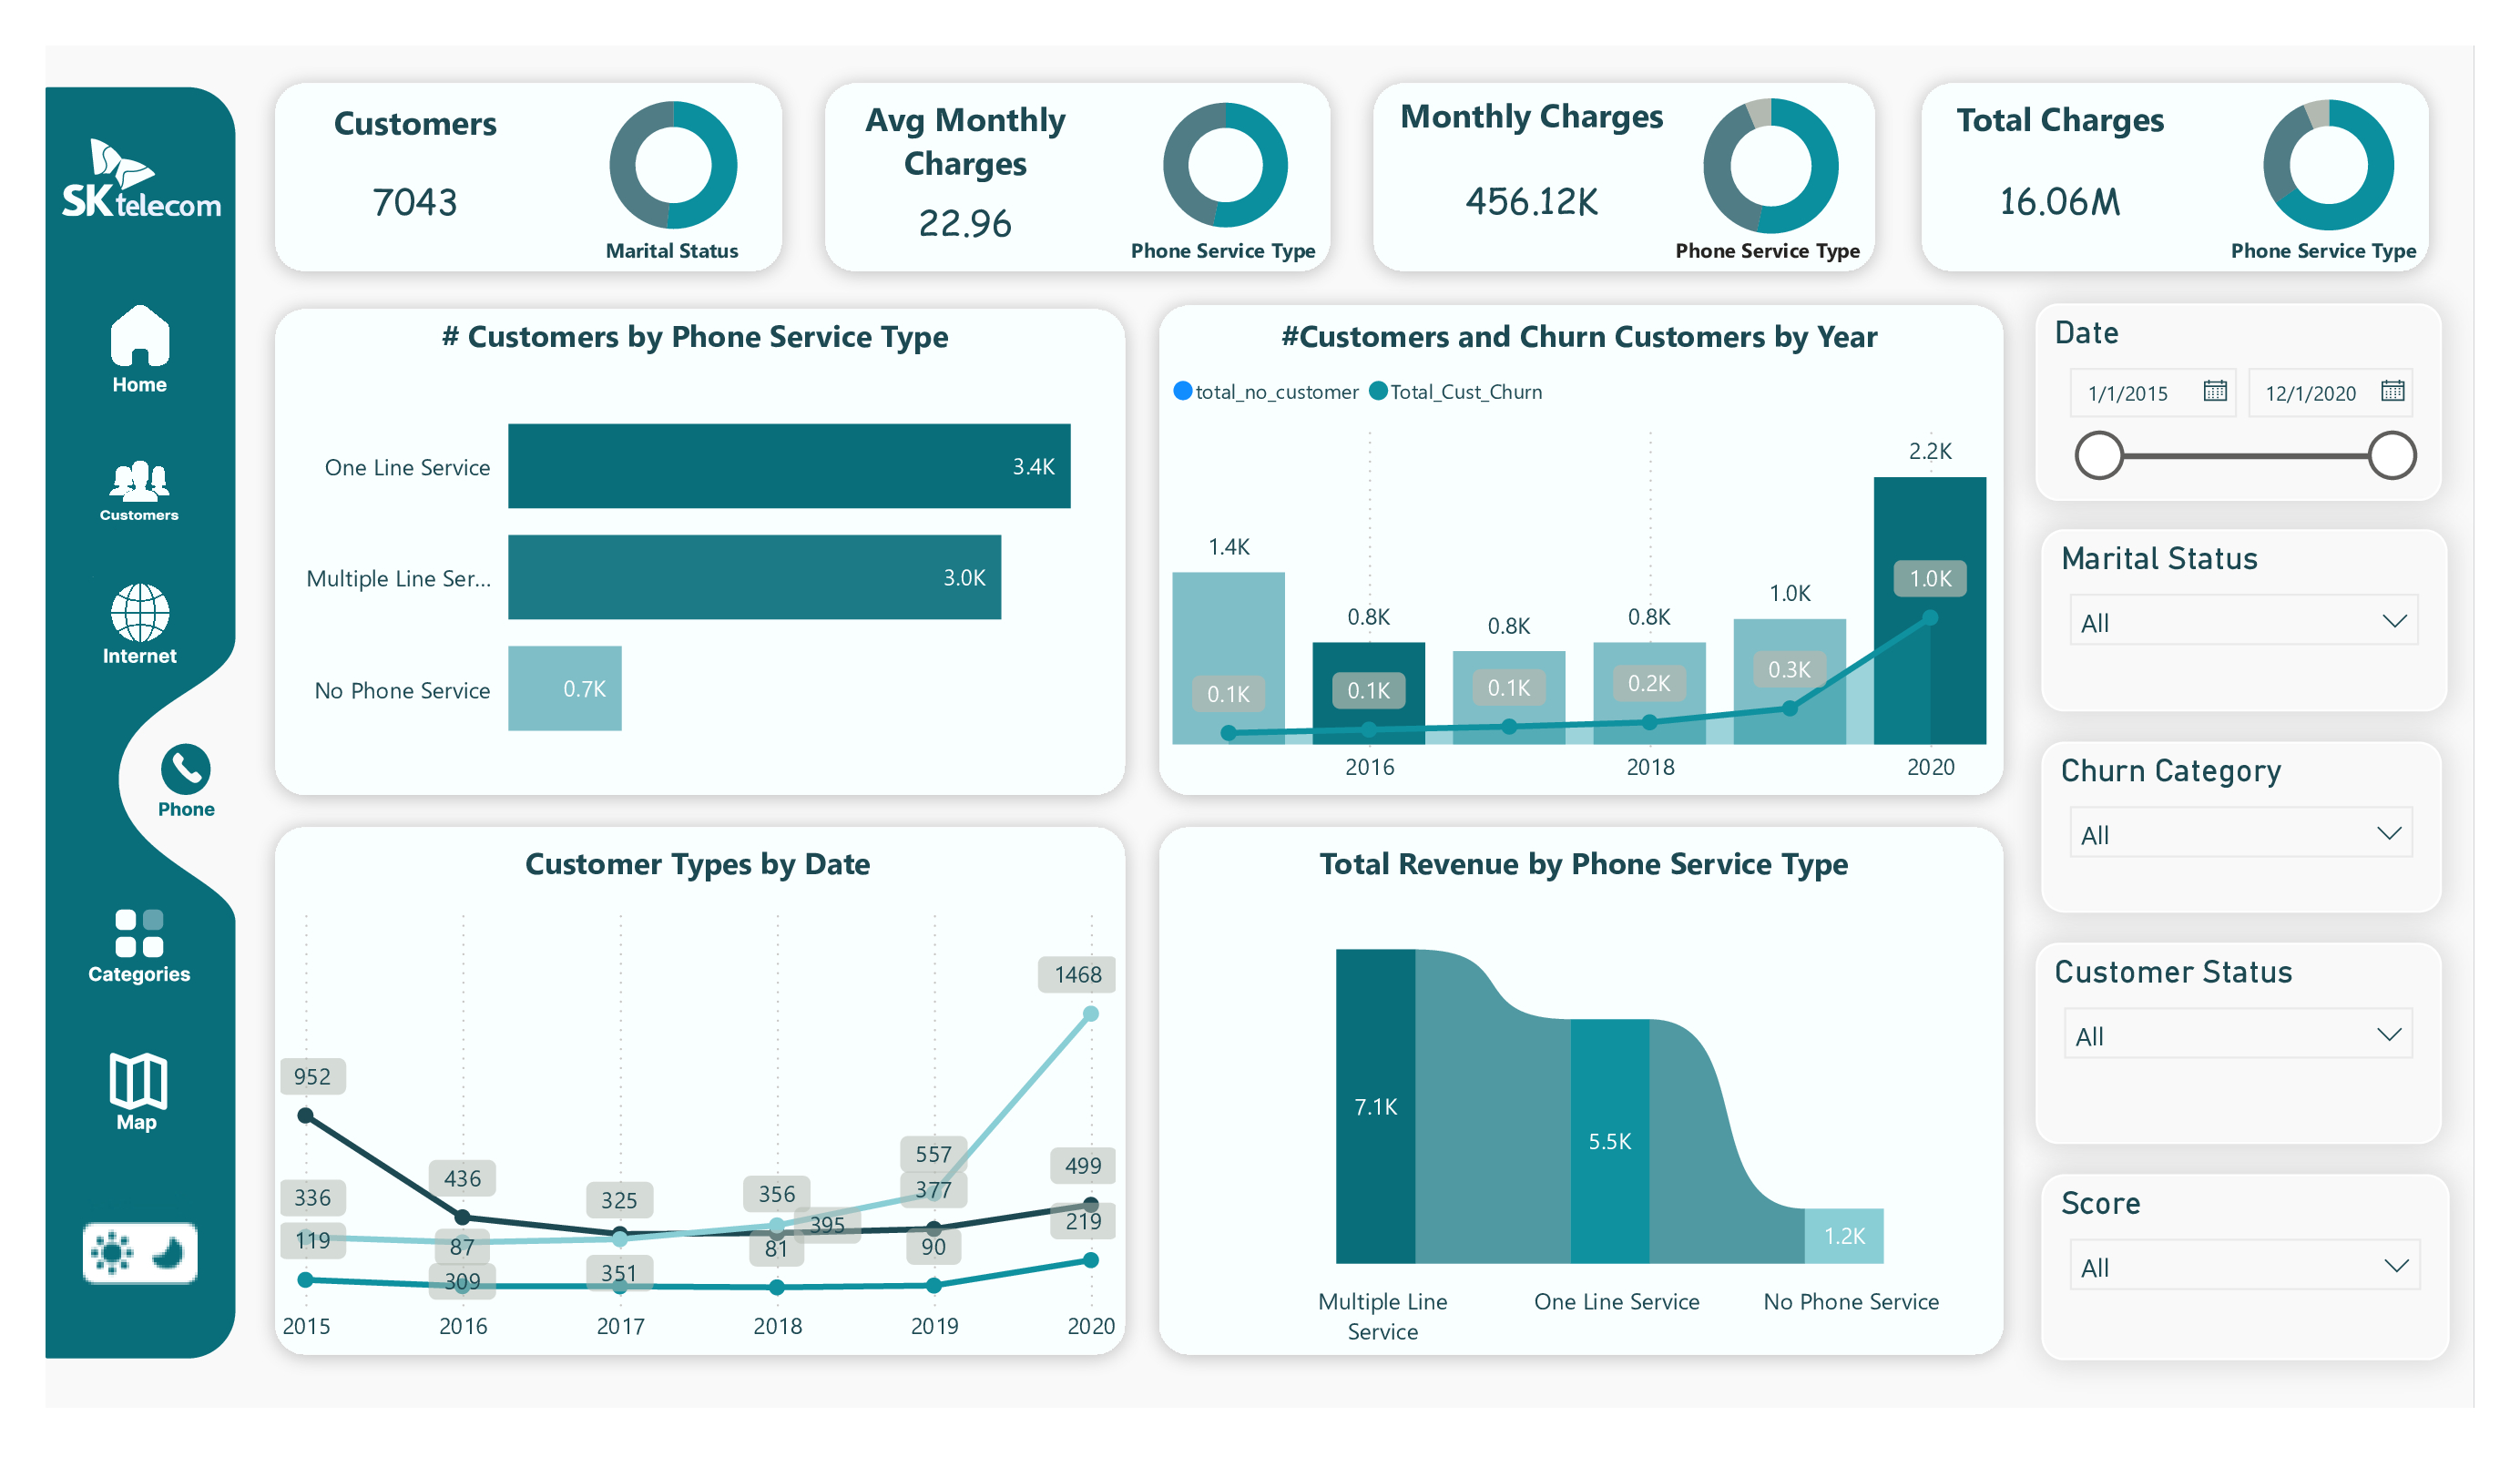 SK telecom
Home
Customers
Internet
Phone
Categories
Map
Customers
7043
Marital Status
Avg Monthly
Charges
22.96
Phone Service Type
Monthly Charges
456.12K
Phone Service Type
Total Charges
16.06M
Phone Service Type
# Customers by Phone Service Type
One Line Service
3.4K
Multiple Line Ser...
3.0K
No Phone Service
0.7K
#Customers and Churn Customers by Year
total_no_customer Total_Cust_Churn
2.2K
1.4K
1.0K
1.0K
0.8K
0.8K
0.8K
0.3K
0.1K
0.1K
0.1K
0.2K
2016 2018 2020
Customer Types by Date
1468
952
557
499
436
377
336
325
356
395
219
119
87
81
90
309
351
2015 2016 2017 2018 2019 2020
Total Revenue by Phone Service Type
7.1K
5.5K
1.2K
Multiple Line
Service
One Line Service
No Phone Service
Date
1/1/2015 12/1/2020
Marital Status
All
Churn Category
All
Customer Status
All
Score
All